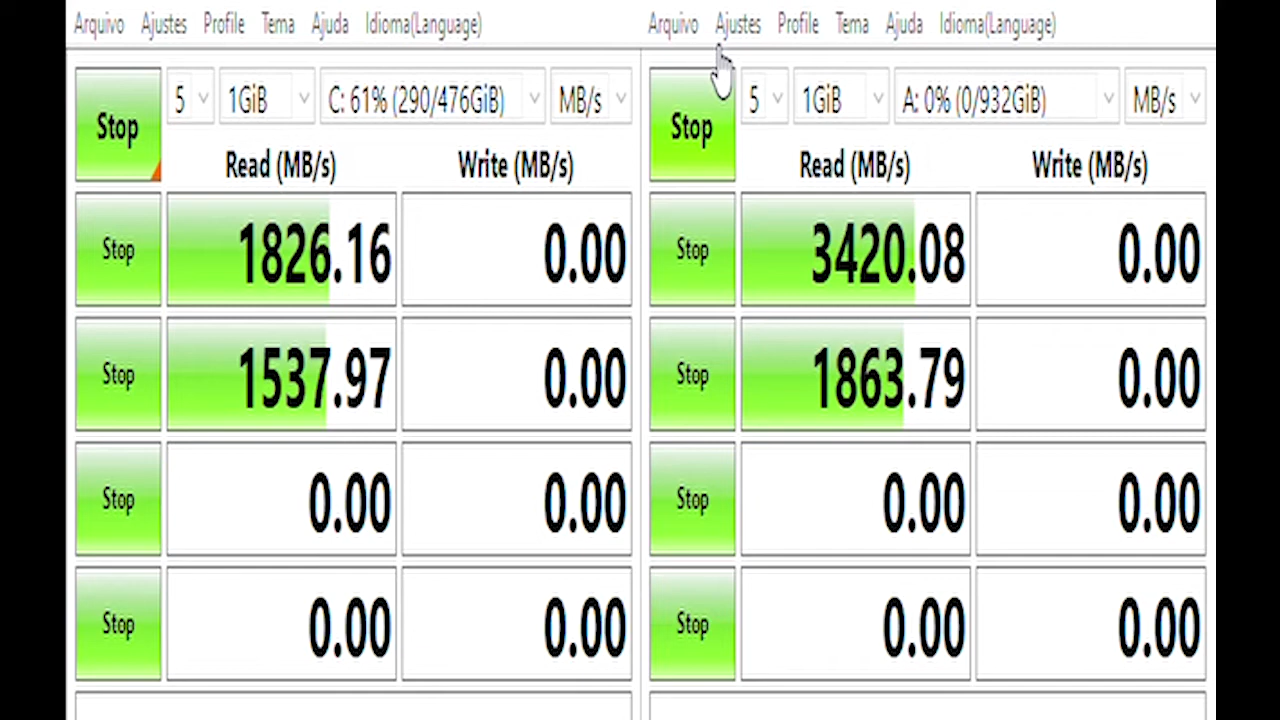 Arquivo Ajustes Profile Tema Ajuda Idioma(Language)
Stop 5 1GiB C: 61% (290/476GiB) MB/s
Read (MB/s) Write (MB/s)
Stop 1826.16 0.00
Stop 1537.97 0.00
Stop 0.00 0.00
Stop 0.00 0.00
Arquivo Ajustes Profile Tema Ajuda Idioma(Language)
Stop 5 1GiB A: 0% (0/932GiB) MB/s
Read (MB/s) Write (MB/s)
Stop 3420.08 0.00
Stop 1863.79 0.00
Stop 0.00 0.00
Stop 0.00 0.00